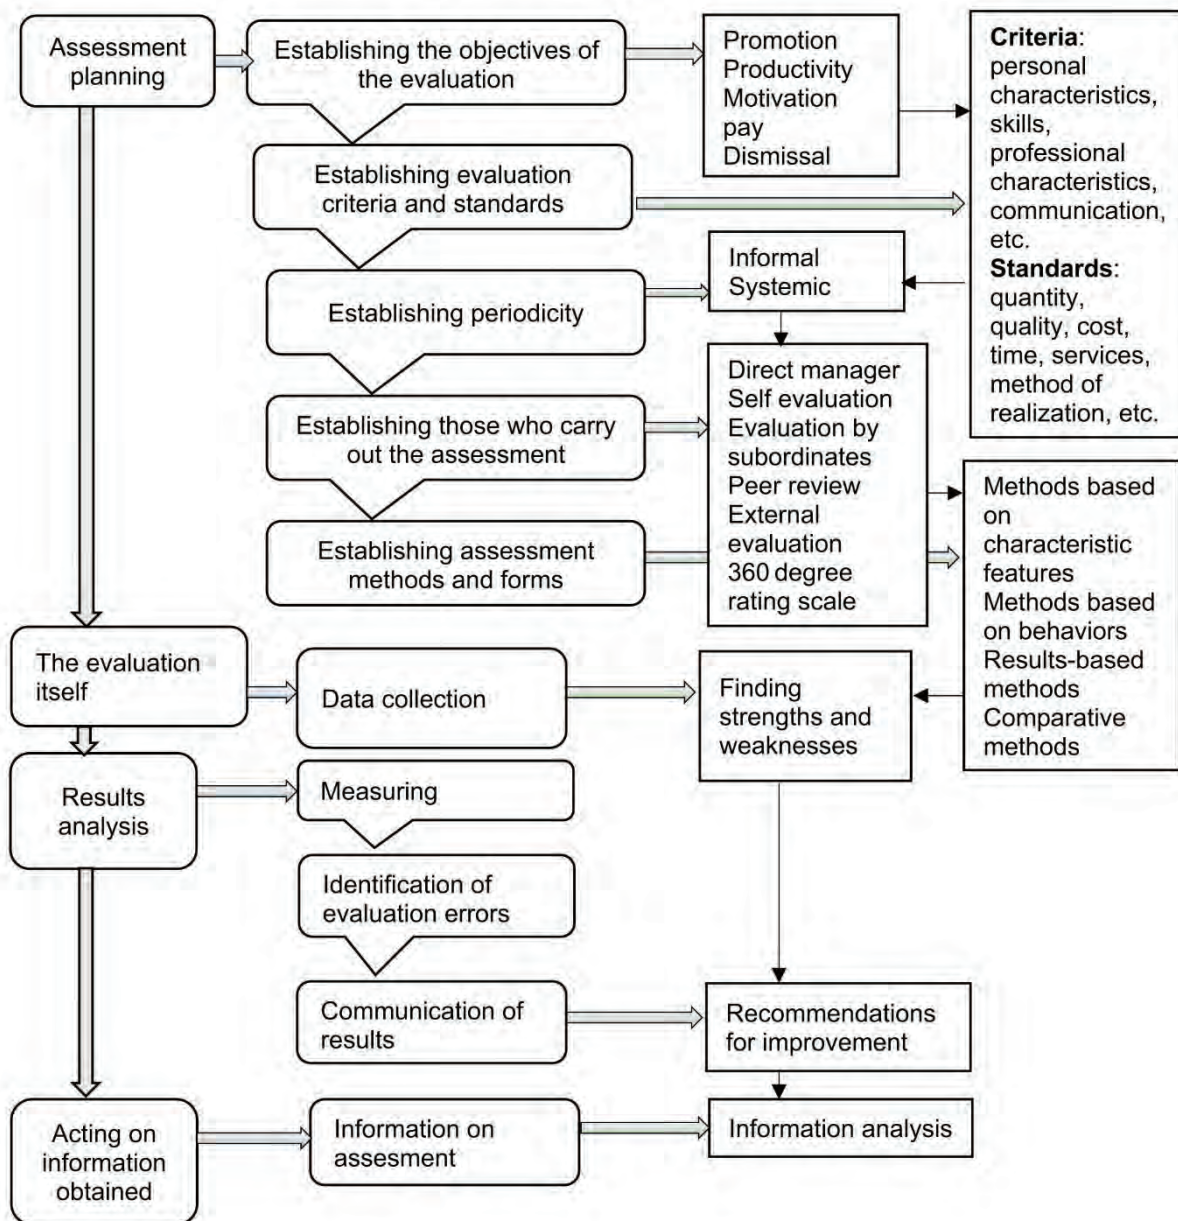 Assessment
planning
Establishing the objectives of
the evaluation
Promotion
Productivity
Motivation
pay
Dismissal
Criteria:
personal
characteristics,
skills,
professional
characteristics,
communication,
etc.
Standards:
quantity,
quality, cost,
time, services,
method of
realization, etc.
Establishing evaluation
criteria and standards
Establishing periodicity
Informal
Systemic
Establishing those who carry
out the assessment
Direct manager
Self evaluation
Evaluation by
subordinates
Peer review
External
evaluation
360 degree
rating scale
Establishing assessment
methods and forms
Methods based
on
characteristic
features
Methods based
on behaviors
Results-based
methods
Comparative
methods
The evaluation
itself
Data collection
Finding
strengths and
weaknesses
Results
analysis
Measuring
Identification of
evaluation errors
Communication of
results
Recommendations
for improvement
Acting on
information
obtained
Information on
assesment
Information analysis